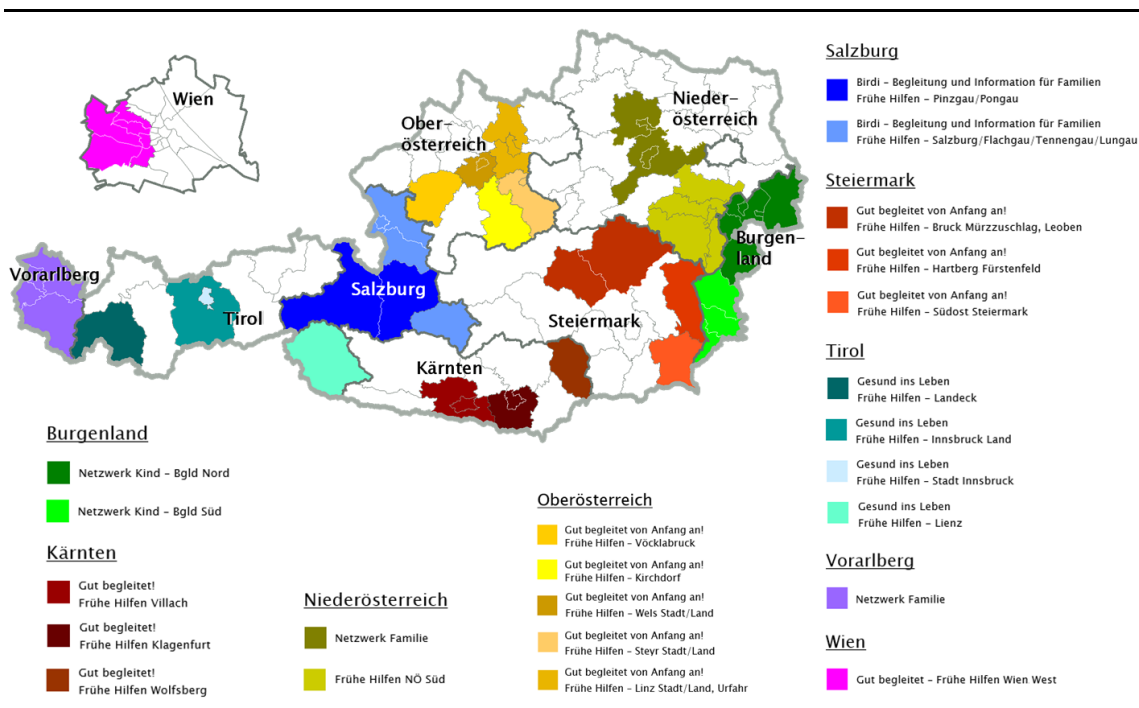 Wien
Nieder-
österreich
Ober-
österreich
Burgen-
land
Vorarlberg
Salzburg
Tirol
Steiermark
Kärnten
Burgenland
Netzwerk Kind – Bgld Nord
Netzwerk Kind – Bgld Süd
Kärnten
Gut begleitet!
Frühe Hilfen Villach
Gut begleitet!
Frühe Hilfen Klagenfurt
Gut begleitet!
Frühe Hilfen Wolfsberg
Niederösterreich
Netzwerk Familie
Frühe Hilfen NÖ Süd
Oberösterreich
Gut begleitet von Anfang an!
Frühe Hilfen – Vöcklabruck
Gut begleitet von Anfang an!
Frühe Hilfen – Kirchdorf
Gut begleitet von Anfang an!
Frühe Hilfen – Wels Stadt/Land
Gut begleitet von Anfang an!
Frühe Hilfen – Steyr Stadt/Land
Gut begleitet von Anfang an!
Frühe Hilfen – Linz Stadt/Land, Urfahr
Salzburg
Birdi – Begleitung und Information für Familien
Frühe Hilfen – Pinzgau/Pongau
Birdi – Begleitung und Information für Familien
Frühe Hilfen – Salzburg/Flachgau/Tennengau/Lungau
Steiermark
Gut begleitet von Anfang an!
Frühe Hilfen – Bruck Mürzzuschlag, Leoben
Gut begleitet von Anfang an!
Frühe Hilfen – Hartberg Fürstenfeld
Gut begleitet von Anfang an!
Frühe Hilfen – Südost Steiermark
Tirol
Gesund ins Leben
Frühe Hilfen – Landeck
Gesund ins Leben
Frühe Hilfen – Innsbruck Land
Gesund ins Leben
Frühe Hilfen – Stadt Innsbruck
Gesund ins Leben
Frühe Hilfen – Lienz
Vorarlberg
Netzwerk Familie
Wien
Gut begleitet – Frühe Hilfen Wien West